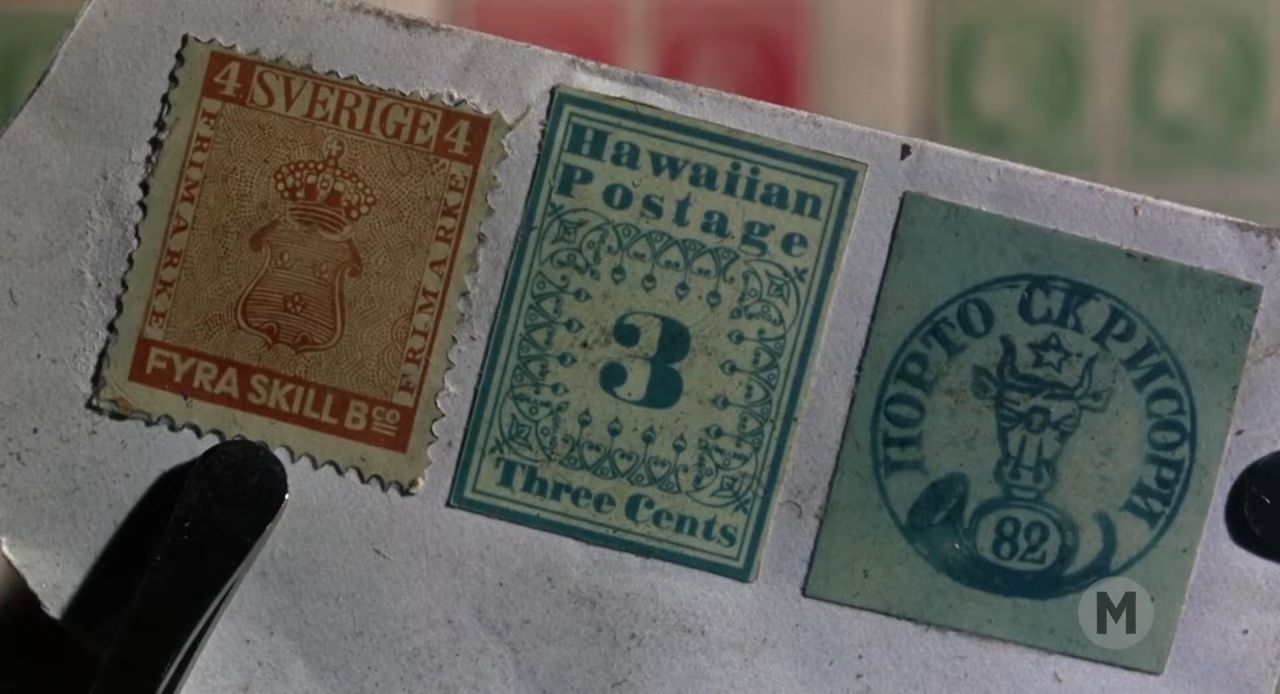 4 SVERIGE 4
FRIMARKE
FRIMARKE
FYRA SKILL Bco
Hawaiian
Postage
3
Three Cents
ПОРТО СКРИСОРИ
82
M